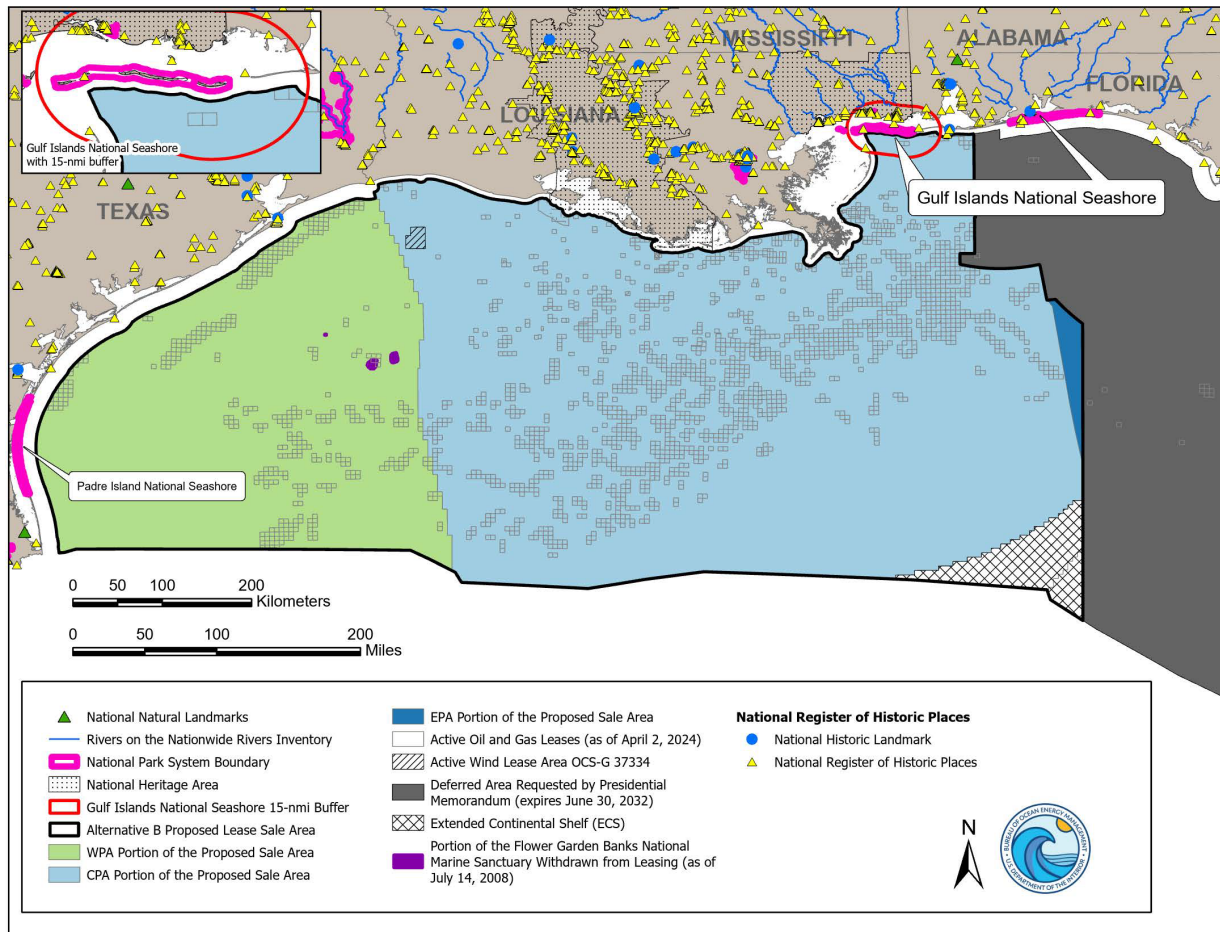 Gulf Islands National Seashore
with 15-nmi buffer
MISSISSIPPI
ALABAMA
FLORIDA
LOUISIANA
TEXAS
Gulf Islands National Seashore
Padre Island National Seashore
0 50 100 200
Kilometers
0 50 100 200
Miles
National Natural Landmarks
Rivers on the Nationwide Rivers Inventory
National Park System Boundary
National Heritage Area
Gulf Islands National Seashore 15-nmi Buffer
Alternative B Proposed Lease Sale Area
WPA Portion of the Proposed Sale Area
CPA Portion of the Proposed Sale Area
EPA Portion of the Proposed Sale Area
Active Oil and Gas Leases (as of April 2, 2024)
Active Wind Lease Area OCS-G 37334
Deferred Area Requested by Presidential
Memorandum (expires June 30, 2032)
Extended Continental Shelf (ECS)
Portion of the Flower Garden Banks National
Marine Sanctuary Withdrawn from Leasing (as of
July 14, 2008)
National Register of Historic Places
National Historic Landmark
National Register of Historic Places
N
BUREAU OF OCEAN ENERGY MANAGEMENT
U.S. DEPARTMENT OF THE INTERIOR